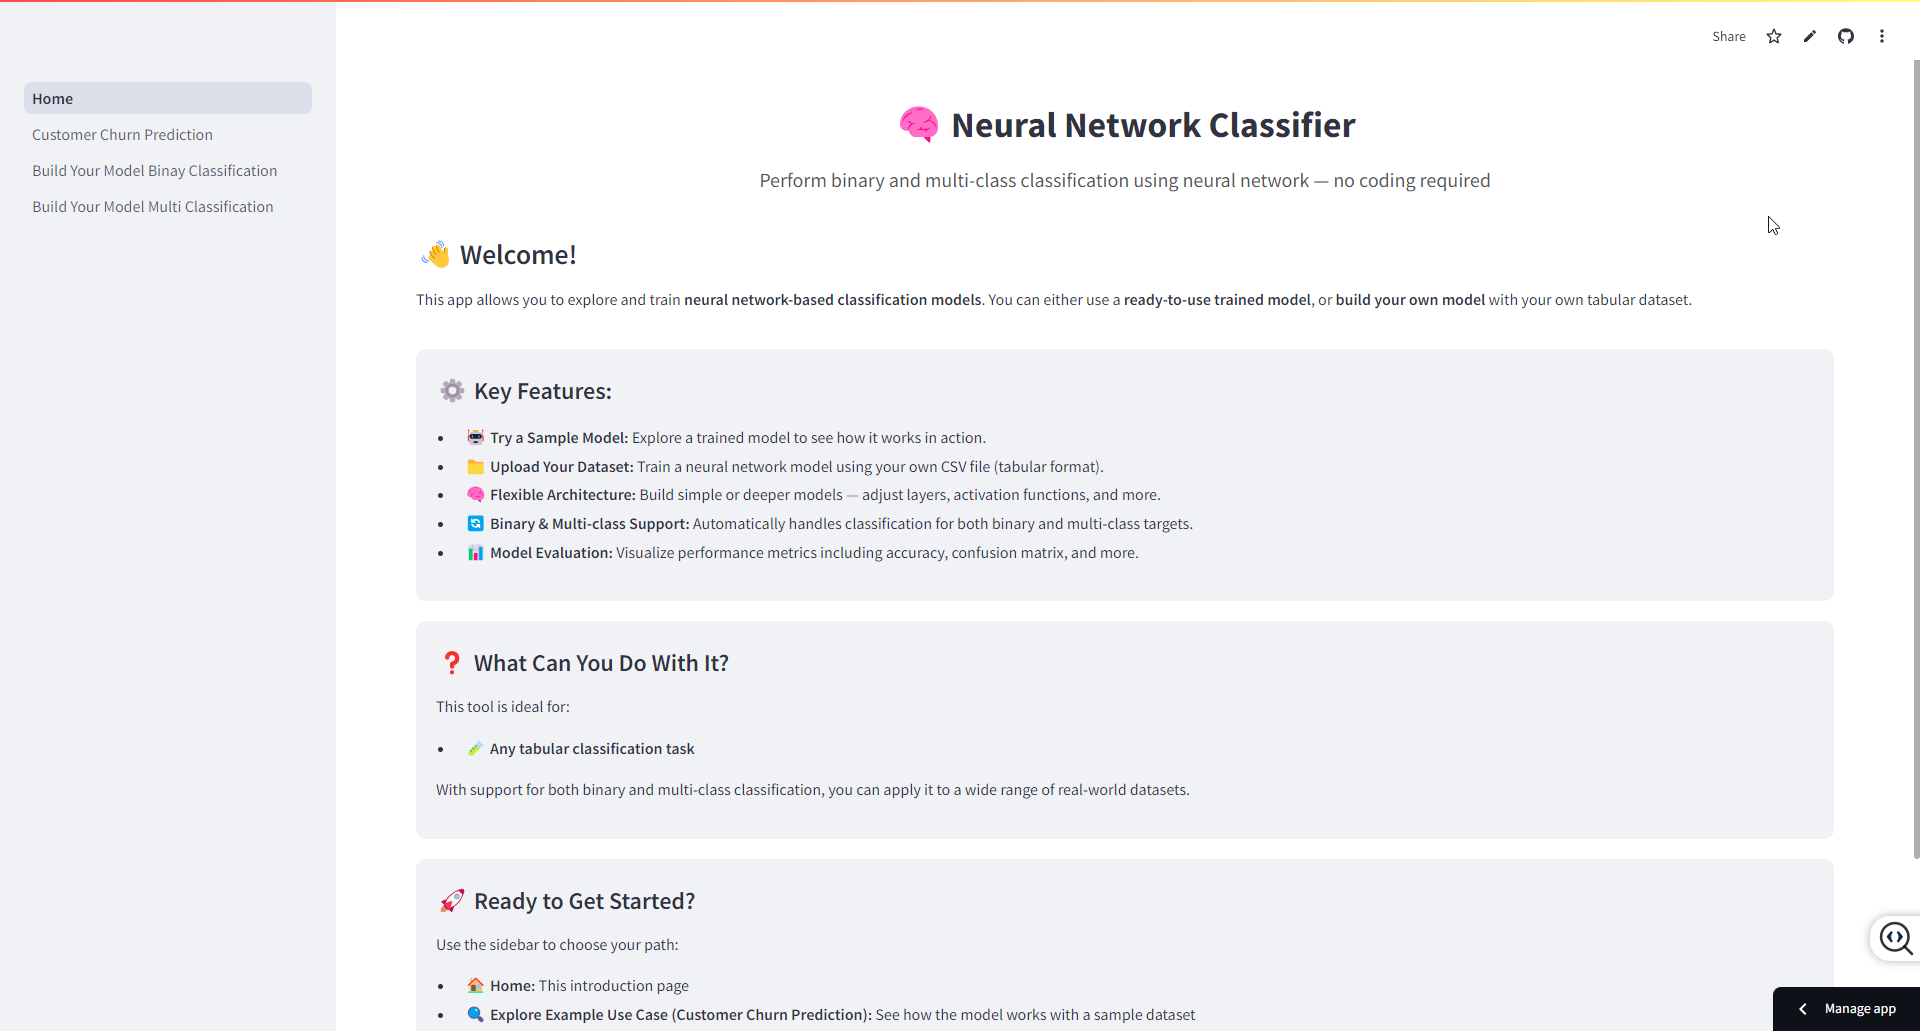 Share
Home
Customer Churn Prediction
Build Your Model Binay Classification
Build Your Model Multi Classification
Neural Network Classifier
Perform binary and multi-class classification using neural network — no coding required
Welcome!
This app allows you to explore and train neural network-based classification models. You can either use a ready-to-use trained model, or build your own model with your own tabular dataset.
Key Features:
Try a Sample Model: Explore a trained model to see how it works in action.
Upload Your Dataset: Train a neural network model using your own CSV file (tabular format).
Flexible Architecture: Build simple or deeper models — adjust layers, activation functions, and more.
Binary & Multi-class Support: Automatically handles classification for both binary and multi-class targets.
Model Evaluation: Visualize performance metrics including accuracy, confusion matrix, and more.
What Can You Do With It?
This tool is ideal for:
Any tabular classification task
With support for both binary and multi-class classification, you can apply it to a wide range of real-world datasets.
Ready to Get Started?
Use the sidebar to choose your path:
Home: This introduction page
Explore Example Use Case (Customer Churn Prediction): See how the model works with a sample dataset
Manage app